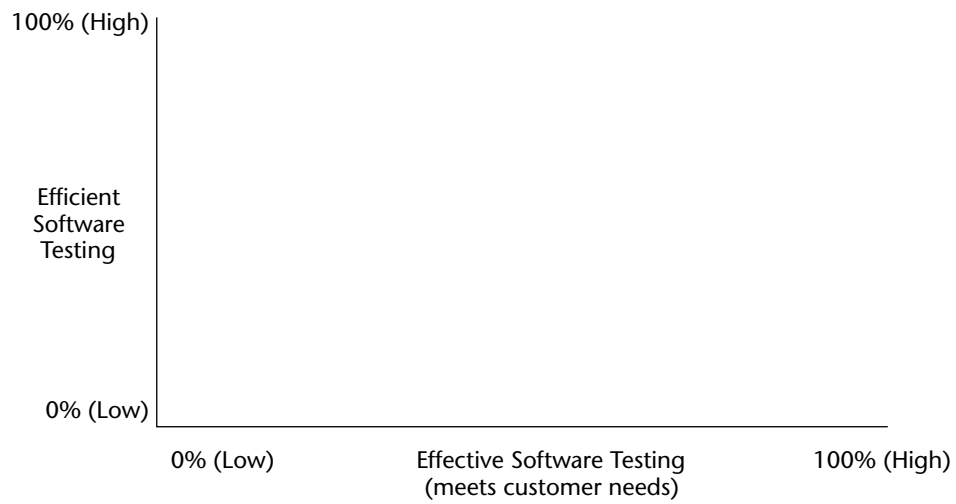 100% (High)
Efficient
Software
Testing
0% (Low)
0% (Low)
Effective Software Testing
(meets customer needs)
100% (High)